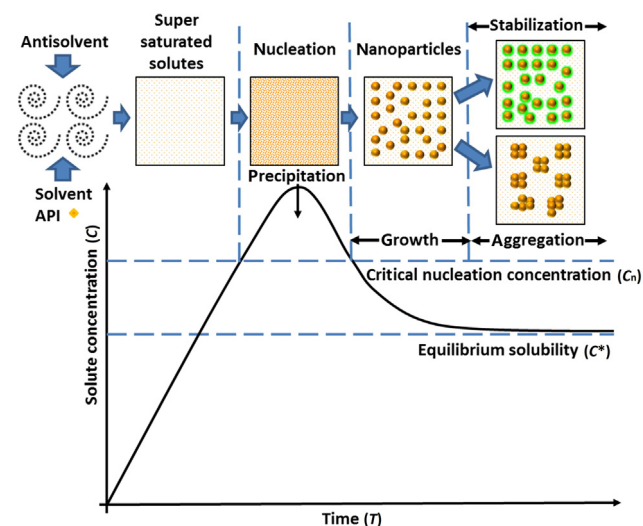 Antisolvent
Super
saturated
solutes
Nucleation
Nanoparticles
Stabilization
Solvent
API
Precipitation
Growth
Aggregation
Critical nucleation concentration (Cn)
Equilibrium solubility (C*)
Solute concentration (C)
Time (T)